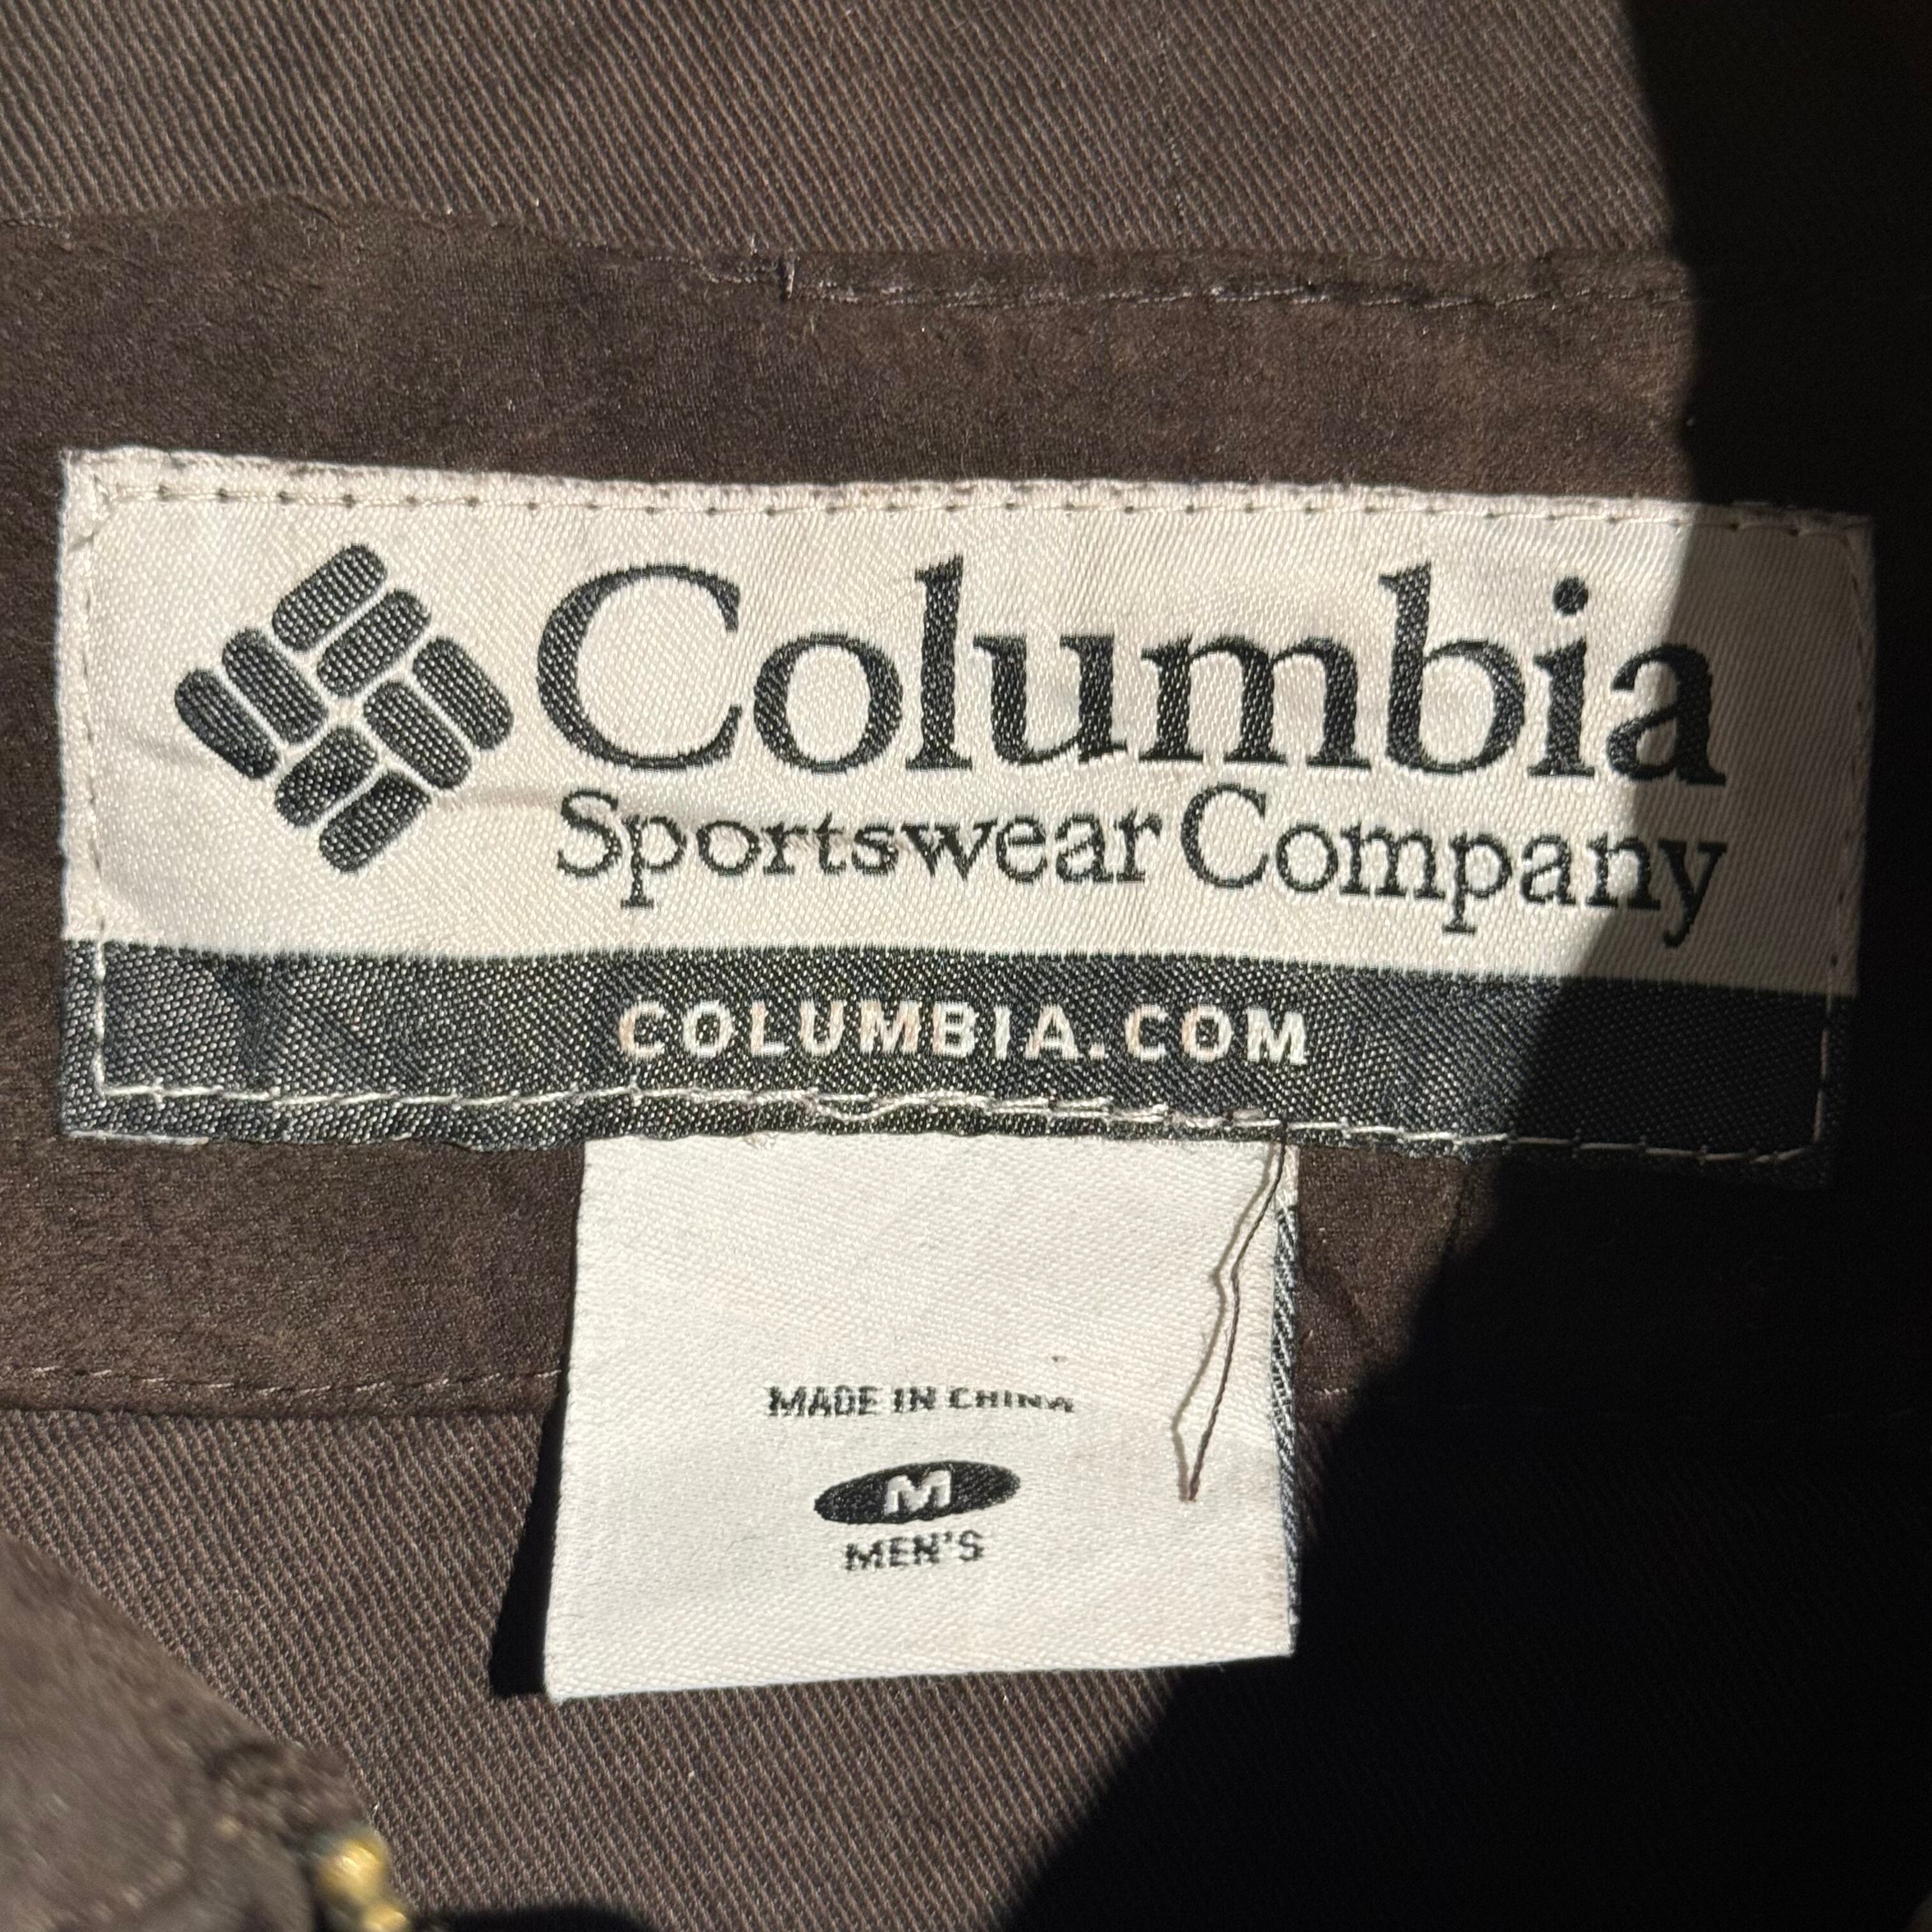 Columbia
Sportswear Company
COLUMBIA.COM
MADE IN CHINA
M
MEN'S